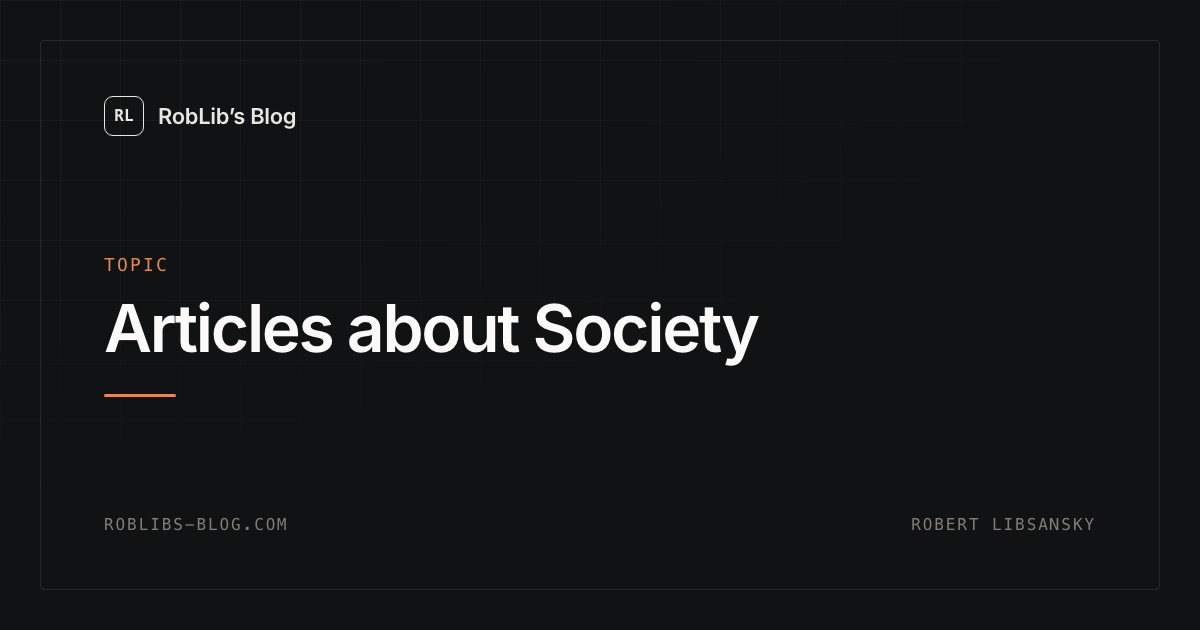 RL
RobLib’s Blog
TOPIC
Articles about Society
ROBLIBS–BLOG.COM
ROBERT LIBSANSKY